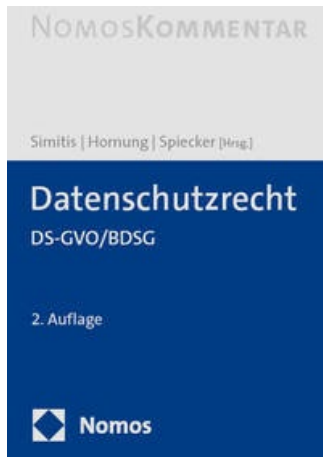 NOMOSKOMMENTAR
Simitis | Hornung | Spiecker [Hrsg.]
Datenschutzrecht
DS-GVO/BDSG
2. Auflage
Nomos